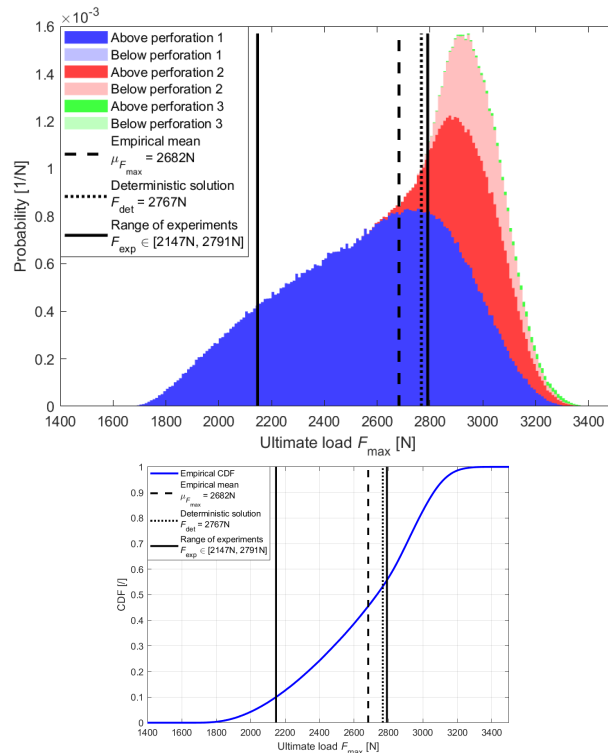 ×10⁻³
1.6
1.4
1.2
1
0.8
0.6
0.4
0.2
0
Probability [1/N]
Above perforation 1
Below perforation 1
Above perforation 2
Below perforation 2
Above perforation 3
Below perforation 3
Empirical mean
μ_F_max = 2682N
Deterministic solution
F_det = 2767N
Range of experiments
F_exp ∈ [2147N, 2791N]
1400 1600 1800 2000 2200 2400 2600 2800 3000 3200 3400
Ultimate load F_max [N]
1
0.9
0.8
0.7
0.6
0.5
0.4
0.3
0.2
0.1
0
CDF [/]
Empirical CDF
Empirical mean
μ_F_max = 2682N
Deterministic solution
F_det = 2767N
Range of experiments
F_exp ∈ [2147N, 2791N]
1400 1600 1800 2000 2200 2400 2600 2800 3000 3200 3400
Ultimate load F_max [N]